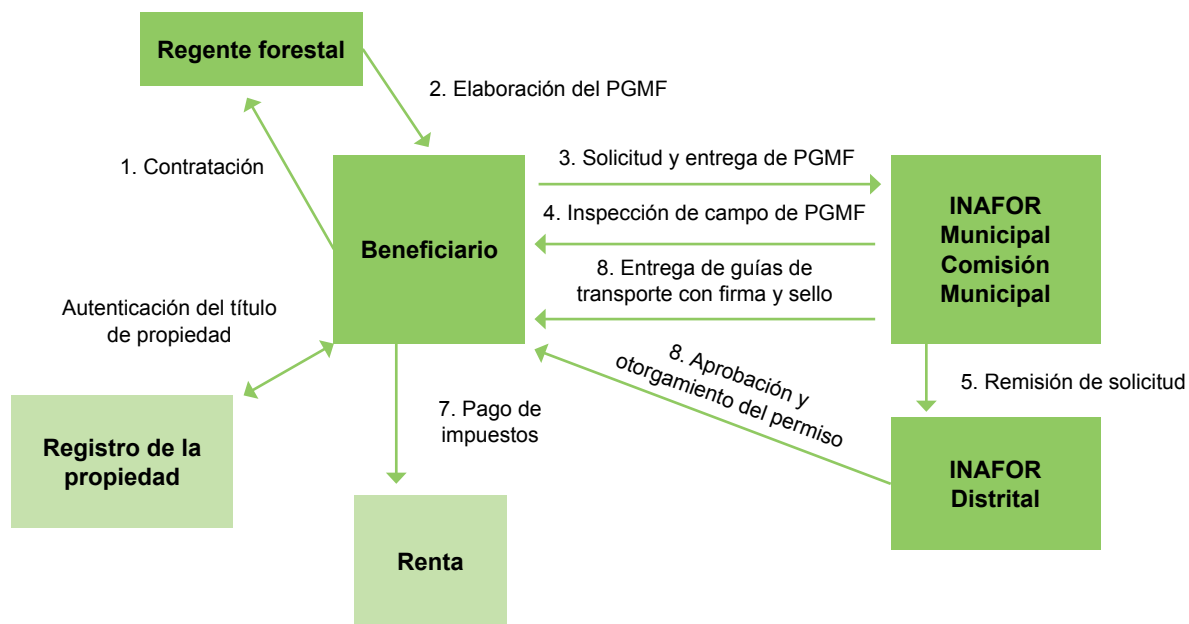 Regente forestal
2. Elaboración del PGMF
1. Contratación
3. Solicitud y entrega de PGMF
4. Inspección de campo de PGMF
INAFOR
Municipal
Comisión
Municipal
Beneficiario
8. Entrega de guías de
transporte con firma y sello
Autenticación del título
de propiedad
8. Aprobación y
otorgamiento del permiso
5. Remisión de solicitud
7. Pago de
impuestos
Registro de la
propiedad
INAFOR
Distrital
Renta